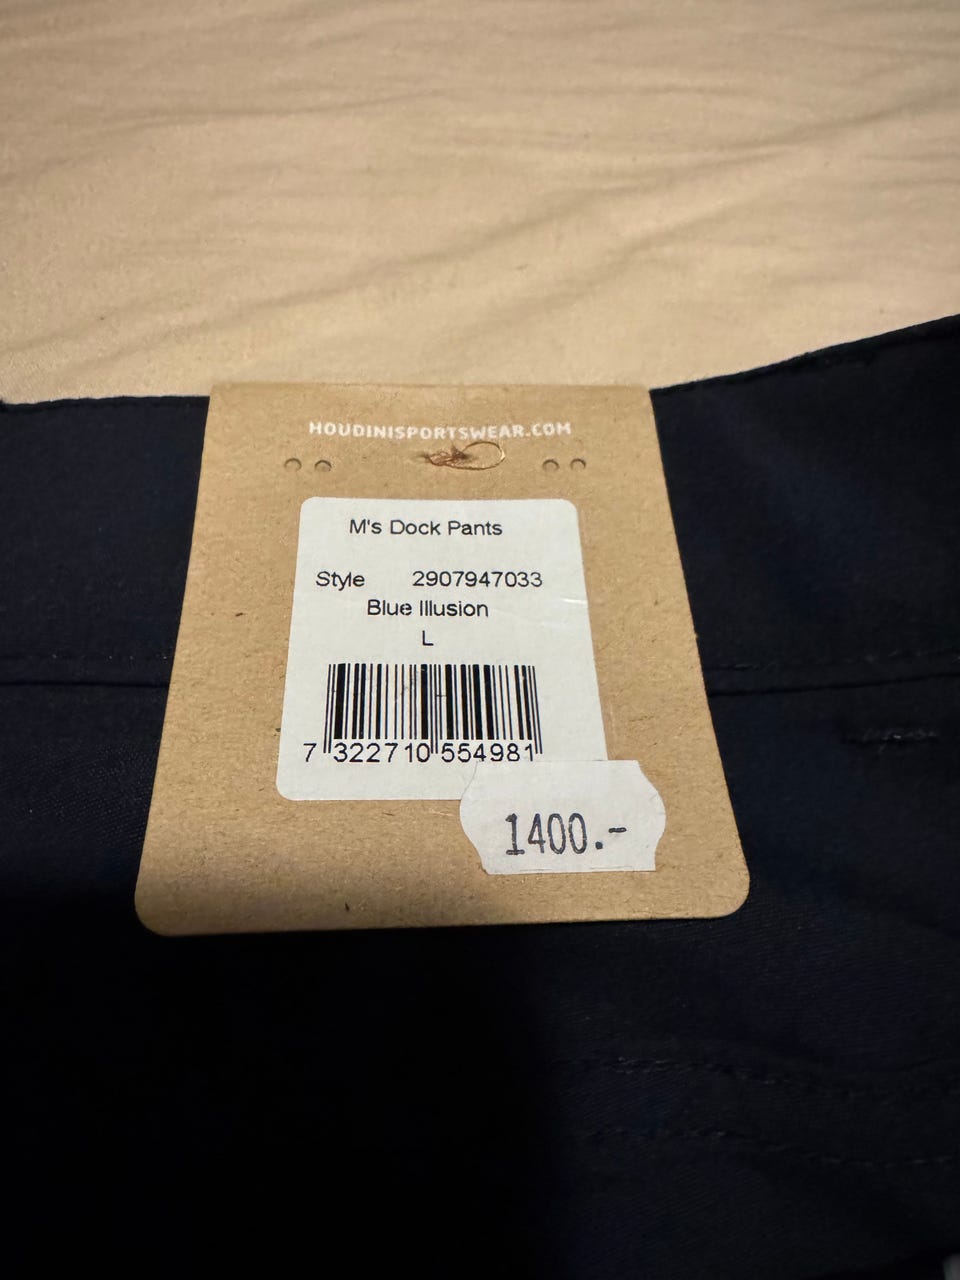 HOUDINISPORTSWEAR.COM
M's Dock Pants
Style 2907947033
Blue Illusion
L
7 322710 554981
1400.-